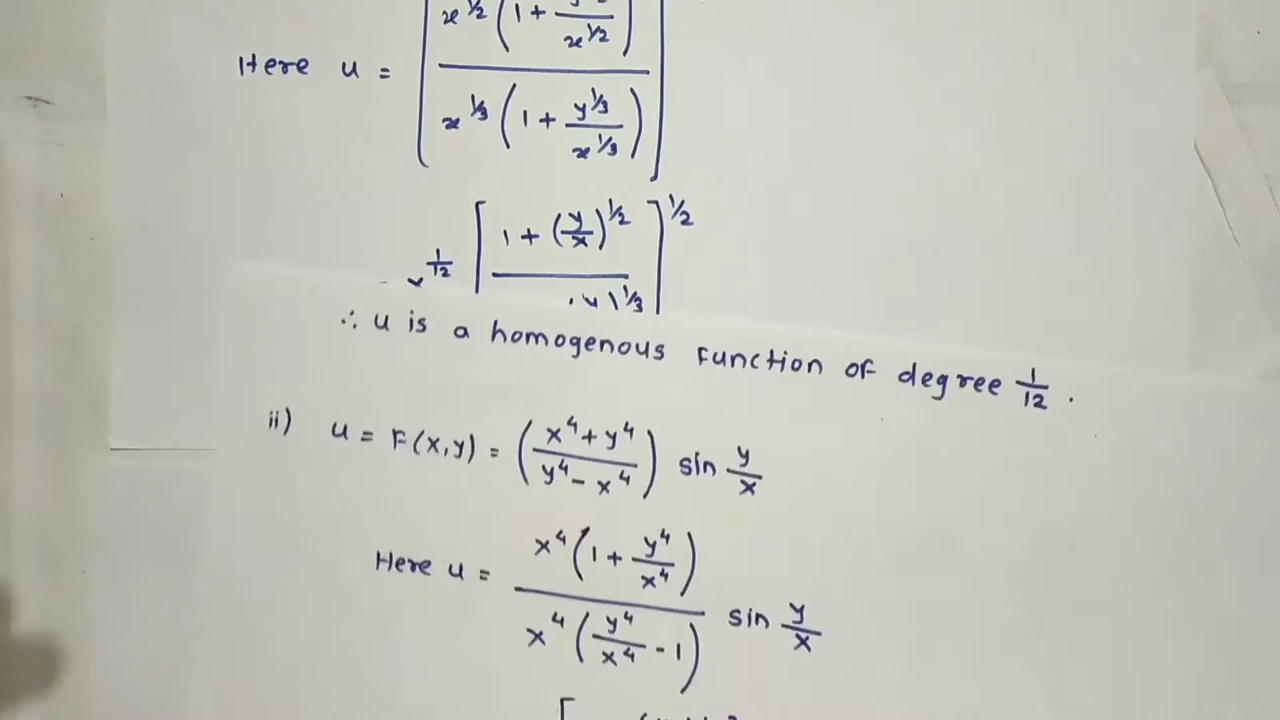 Here u = [ x^1/2 ( 1 + / x^1/2 ) / x^1/3 ( 1 + y^1/3 / x^1/3 ) ]
x^1/12 [ 1 + (y/x)^1/2 / 1/3 ]^1/2
∴ u is a homogenous Function of degree 1/12 .
ii) u = F(x,y) = ( x^4 + y^4 / y^4 - x^4 ) sin y/x
Here u = x^4 ( 1 + y^4/x^4 ) / x^4 ( y^4/x^4 - 1 ) sin y/x